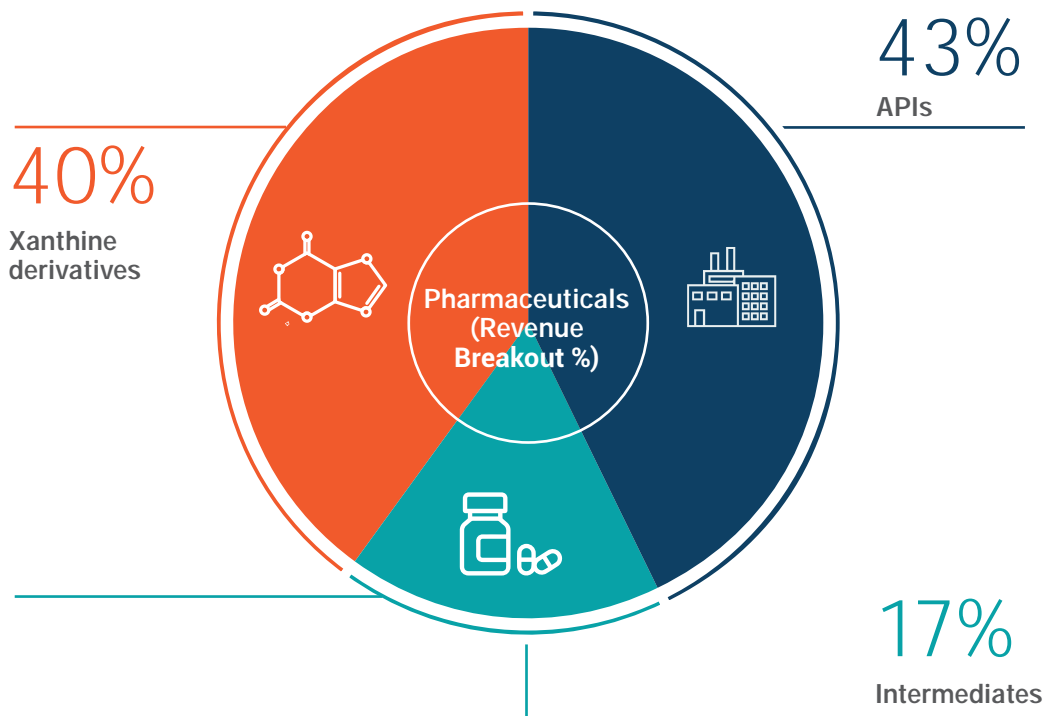 43%
APIs
40%
Xanthine
derivatives
Pharmaceuticals
(Revenue
Breakout %)
17%
Intermediates